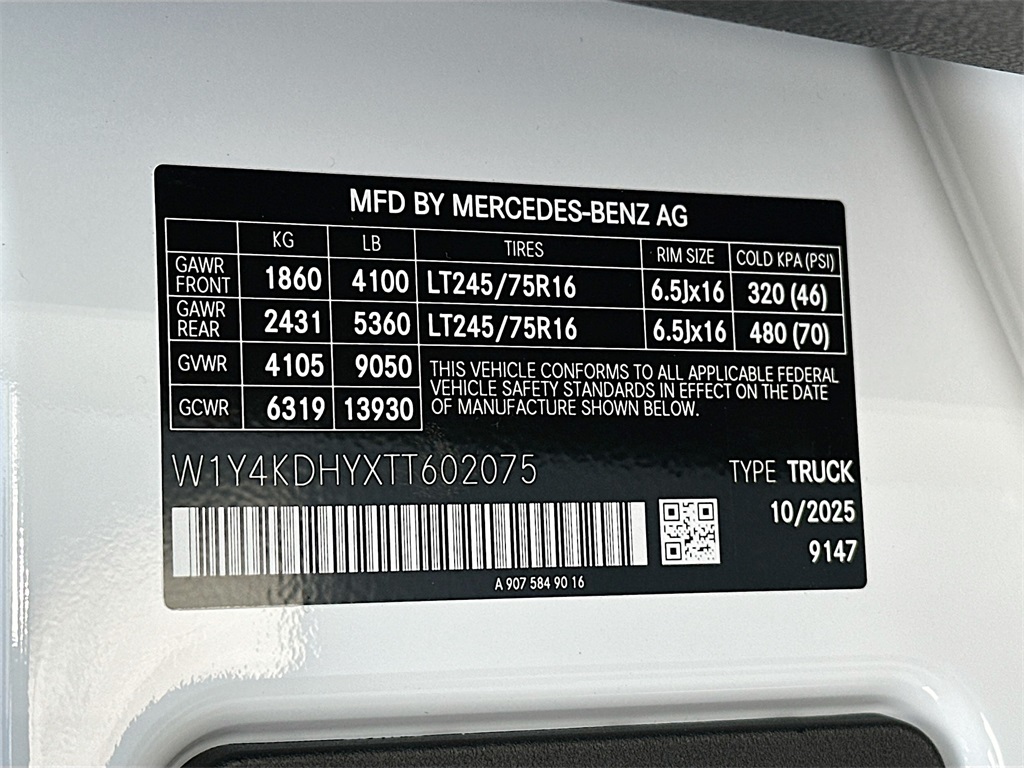 MFD BY MERCEDES-BENZ AG
KG LB TIRES RIM SIZE COLD KPA (PSI)
GAWR FRONT 1860 4100 LT245/75R16 6.5Jx16 320 (46)
GAWR REAR 2431 5360 LT245/75R16 6.5Jx16 480 (70)
GVWR 4105 9050
GCWR 6319 13930
THIS VEHICLE CONFORMS TO ALL APPLICABLE FEDERAL
VEHICLE SAFETY STANDARDS IN EFFECT ON THE DATE
OF MANUFACTURE SHOWN BELOW.
W1Y4KDHYXTT602075 TYPE TRUCK
10/2025
9147
A 907 584 90 16